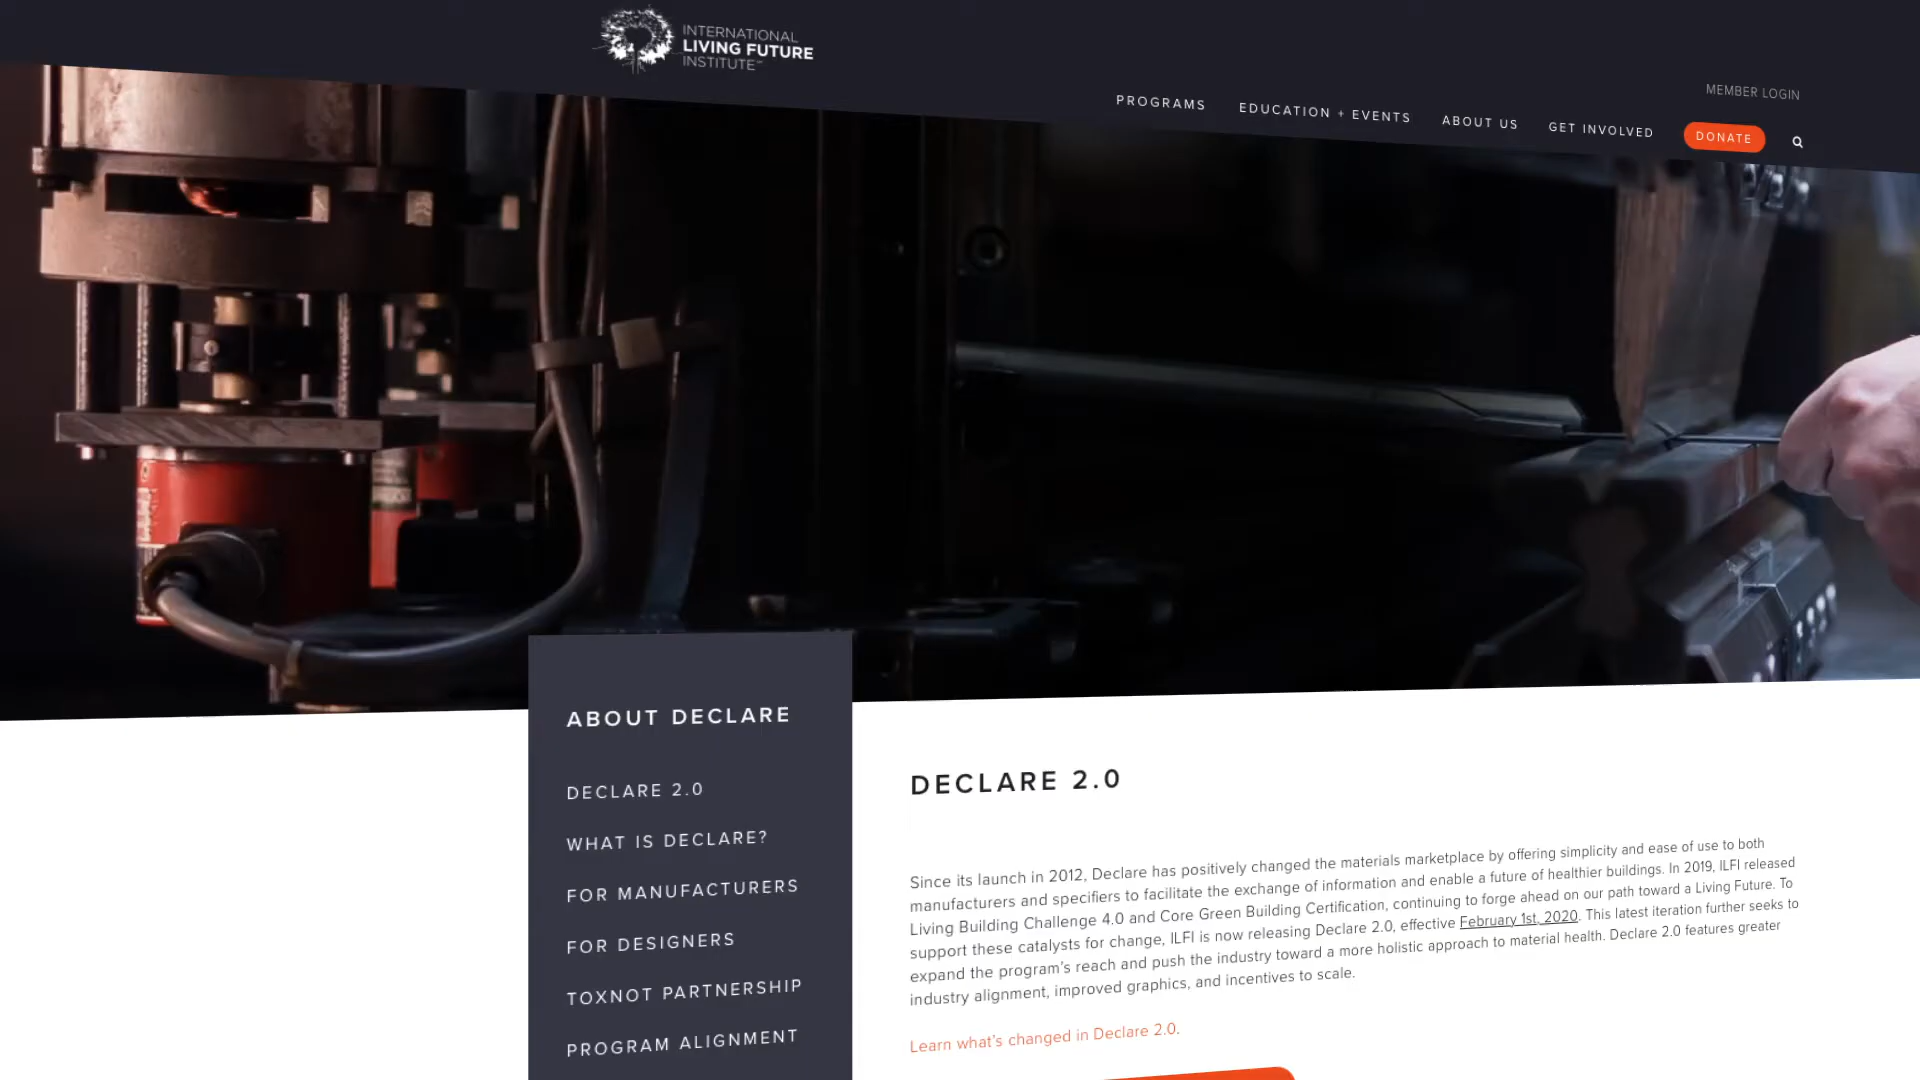 INTERNATIONAL
LIVING FUTURE
INSTITUTE
MEMBER LOGIN
PROGRAMS
EDUCATION + EVENTS
ABOUT US
GET INVOLVED
DONATE
ABOUT DECLARE
DECLARE 2.0
WHAT IS DECLARE?
FOR MANUFACTURERS
FOR DESIGNERS
TOXNOT PARTNERSHIP
PROGRAM ALIGNMENT
DECLARE 2.0
Since its launch in 2012, Declare has positively changed the materials marketplace by offering simplicity and ease of use to both
manufacturers and specifiers to facilitate the exchange of information and enable a future of healthier buildings. In 2019, ILFI released
Living Building Challenge 4.0 and Core Green Building Certification, continuing to forge ahead on our path toward a Living Future. To
support these catalysts for change, ILFI is now releasing Declare 2.0, effective February 1st, 2020. This latest iteration further seeks to
expand the program's reach and push the industry toward a more holistic approach to material health. Declare 2.0 features greater
industry alignment, improved graphics, and incentives to scale.
Learn what's changed in Declare 2.0.